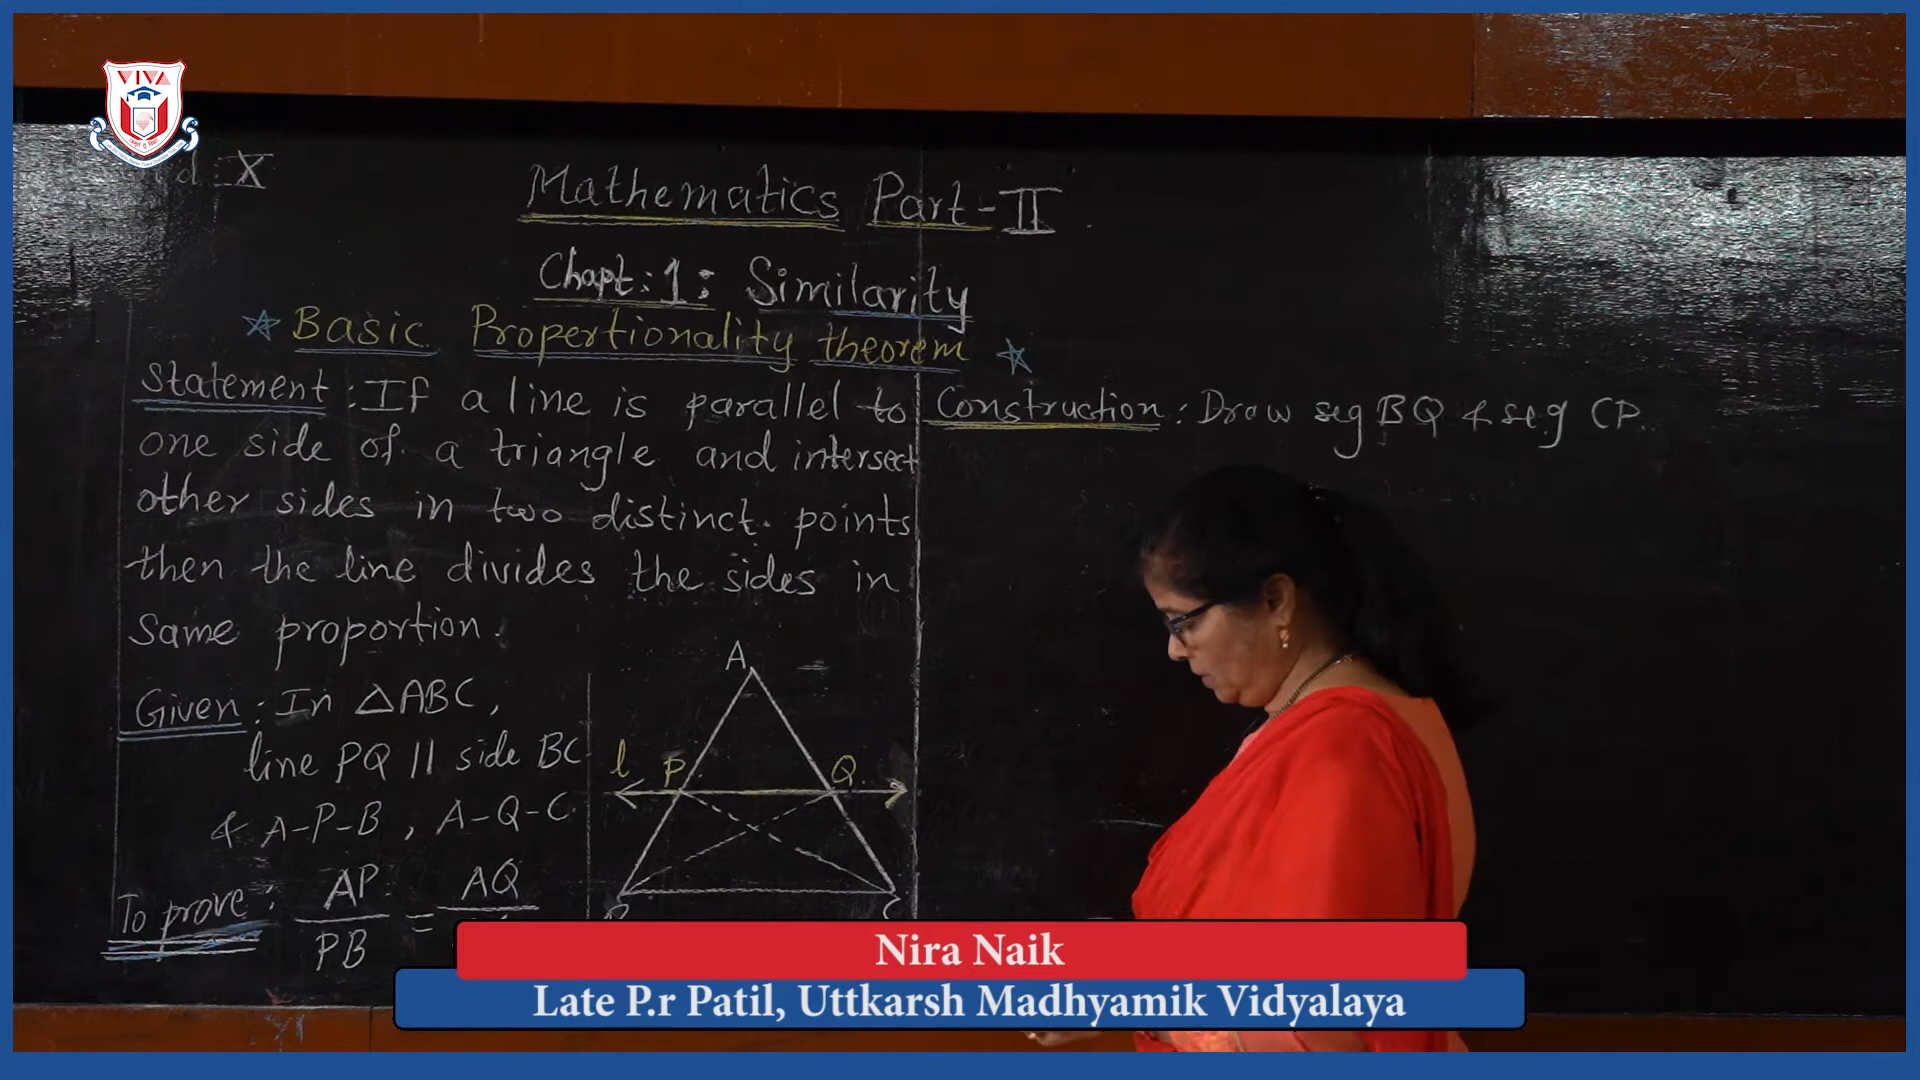 VIVA
d : X
Mathematics Part-II
Chapt: 1: Similarity
Basic Propertionality theorem
Statement : If a line is parallel to
one side of a triangle and intersect
other sides in two distinct points
then the line divides the sides in
Same proportion.
Given : In △ABC,
line PQ || side BC
& A-P-B, A-Q-C
To prove : AP/PB = AQ
A
l P Q
Construction : Draw seg BQ & seg CP.
Nira Naik
Late P.r Patil, Uttkarsh Madhyamik Vidyalaya